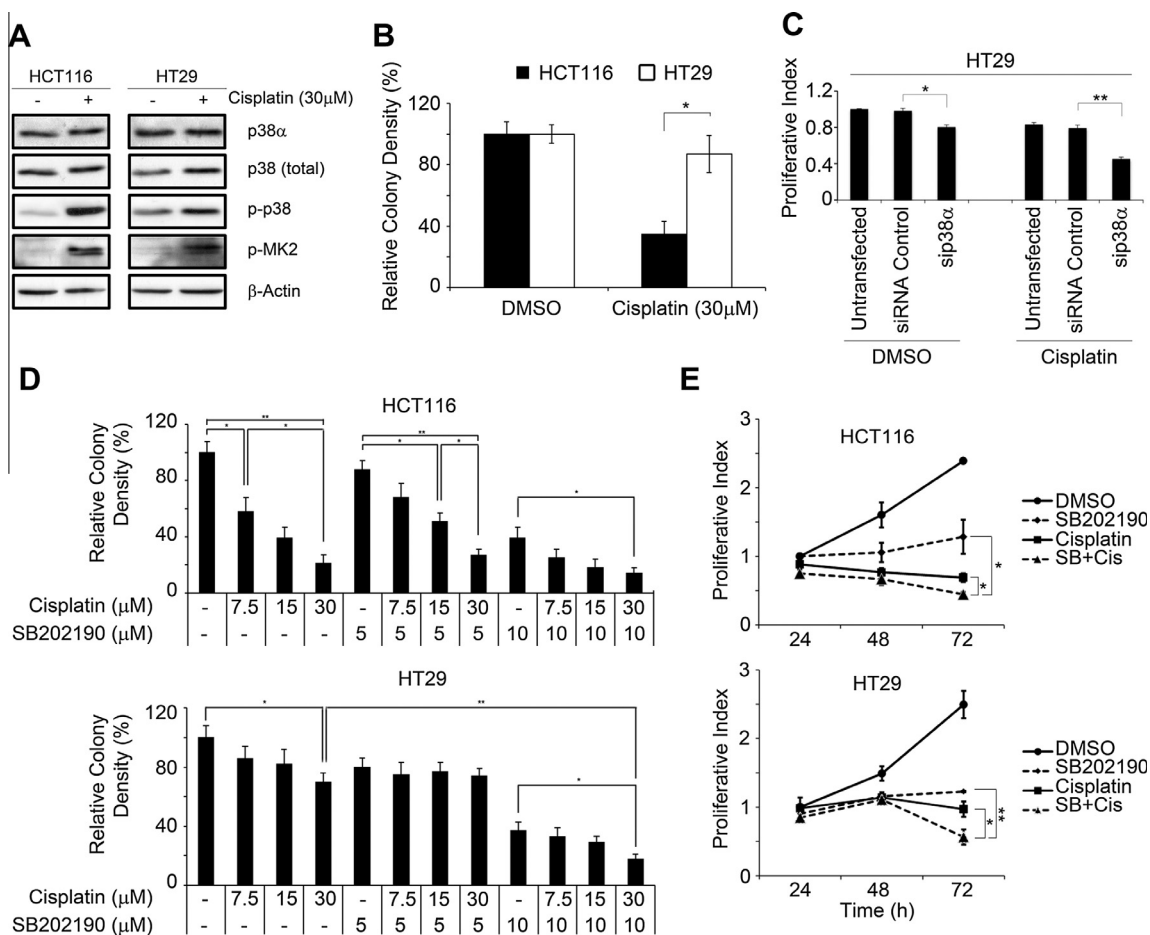 A
HCT116
HT29
- + - + Cisplatin (30μM)
p38α
p38 (total)
p-p38
p-MK2
β-Actin
B
HCT116 HT29
Relative Colony Density (%)
120
80
40
0
*
DMSO Cisplatin (30μM)
C
HT29
Proliferative Index
1.2
0.8
0.4
0
* **
Untransfected
siRNA Control
sip38α
Untransfected
siRNA Control
sip38α
DMSO Cisplatin
D
HCT116
Relative Colony
Density (%)
120
80
40
0
** * * ** * * *
Cisplatin (μM) - 7.5 15 30 - 7.5 15 30 - 7.5 15 30
SB202190 (μM) - - - - 5 5 5 5 10 10 10 10
HT29
Relative Colony
Density (%)
120
80
40
0
* ** *
Cisplatin (μM) - 7.5 15 30 - 7.5 15 30 - 7.5 15 30
SB202190 (μM) - - - - 5 5 5 5 10 10 10 10
E
HCT116
Proliferative Index
3
2
1
0
24 48 72
* *
DMSO
SB202190
Cisplatin
SB+Cis
HT29
Proliferative Index
3
2
1
0
24 48 72
Time (h)
* **
DMSO
SB202190
Cisplatin
SB+Cis